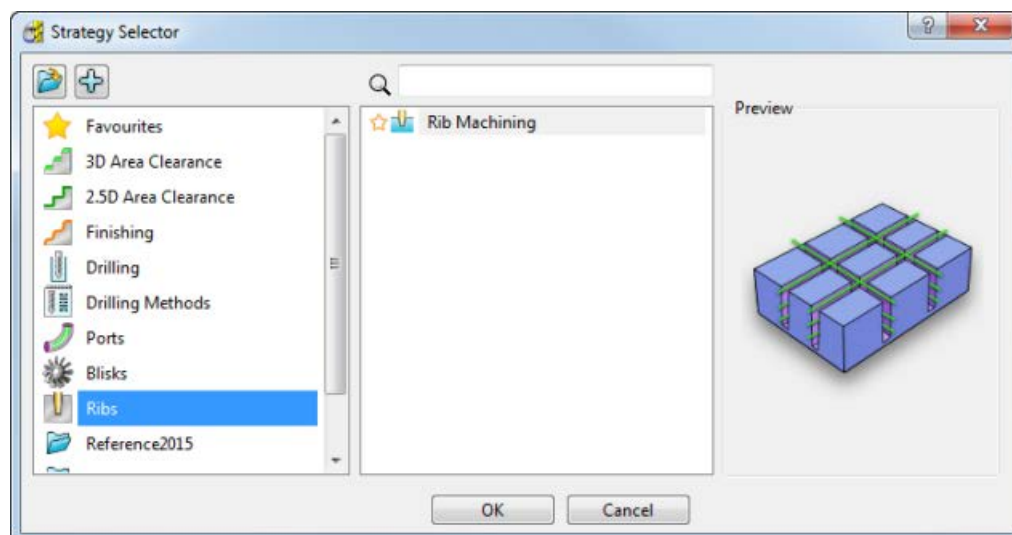 Strategy Selector
Favourites
3D Area Clearance
2.5D Area Clearance
Finishing
Drilling
Drilling Methods
Ports
Blisks
Ribs
Reference2015
Rib Machining
Preview
OK
Cancel